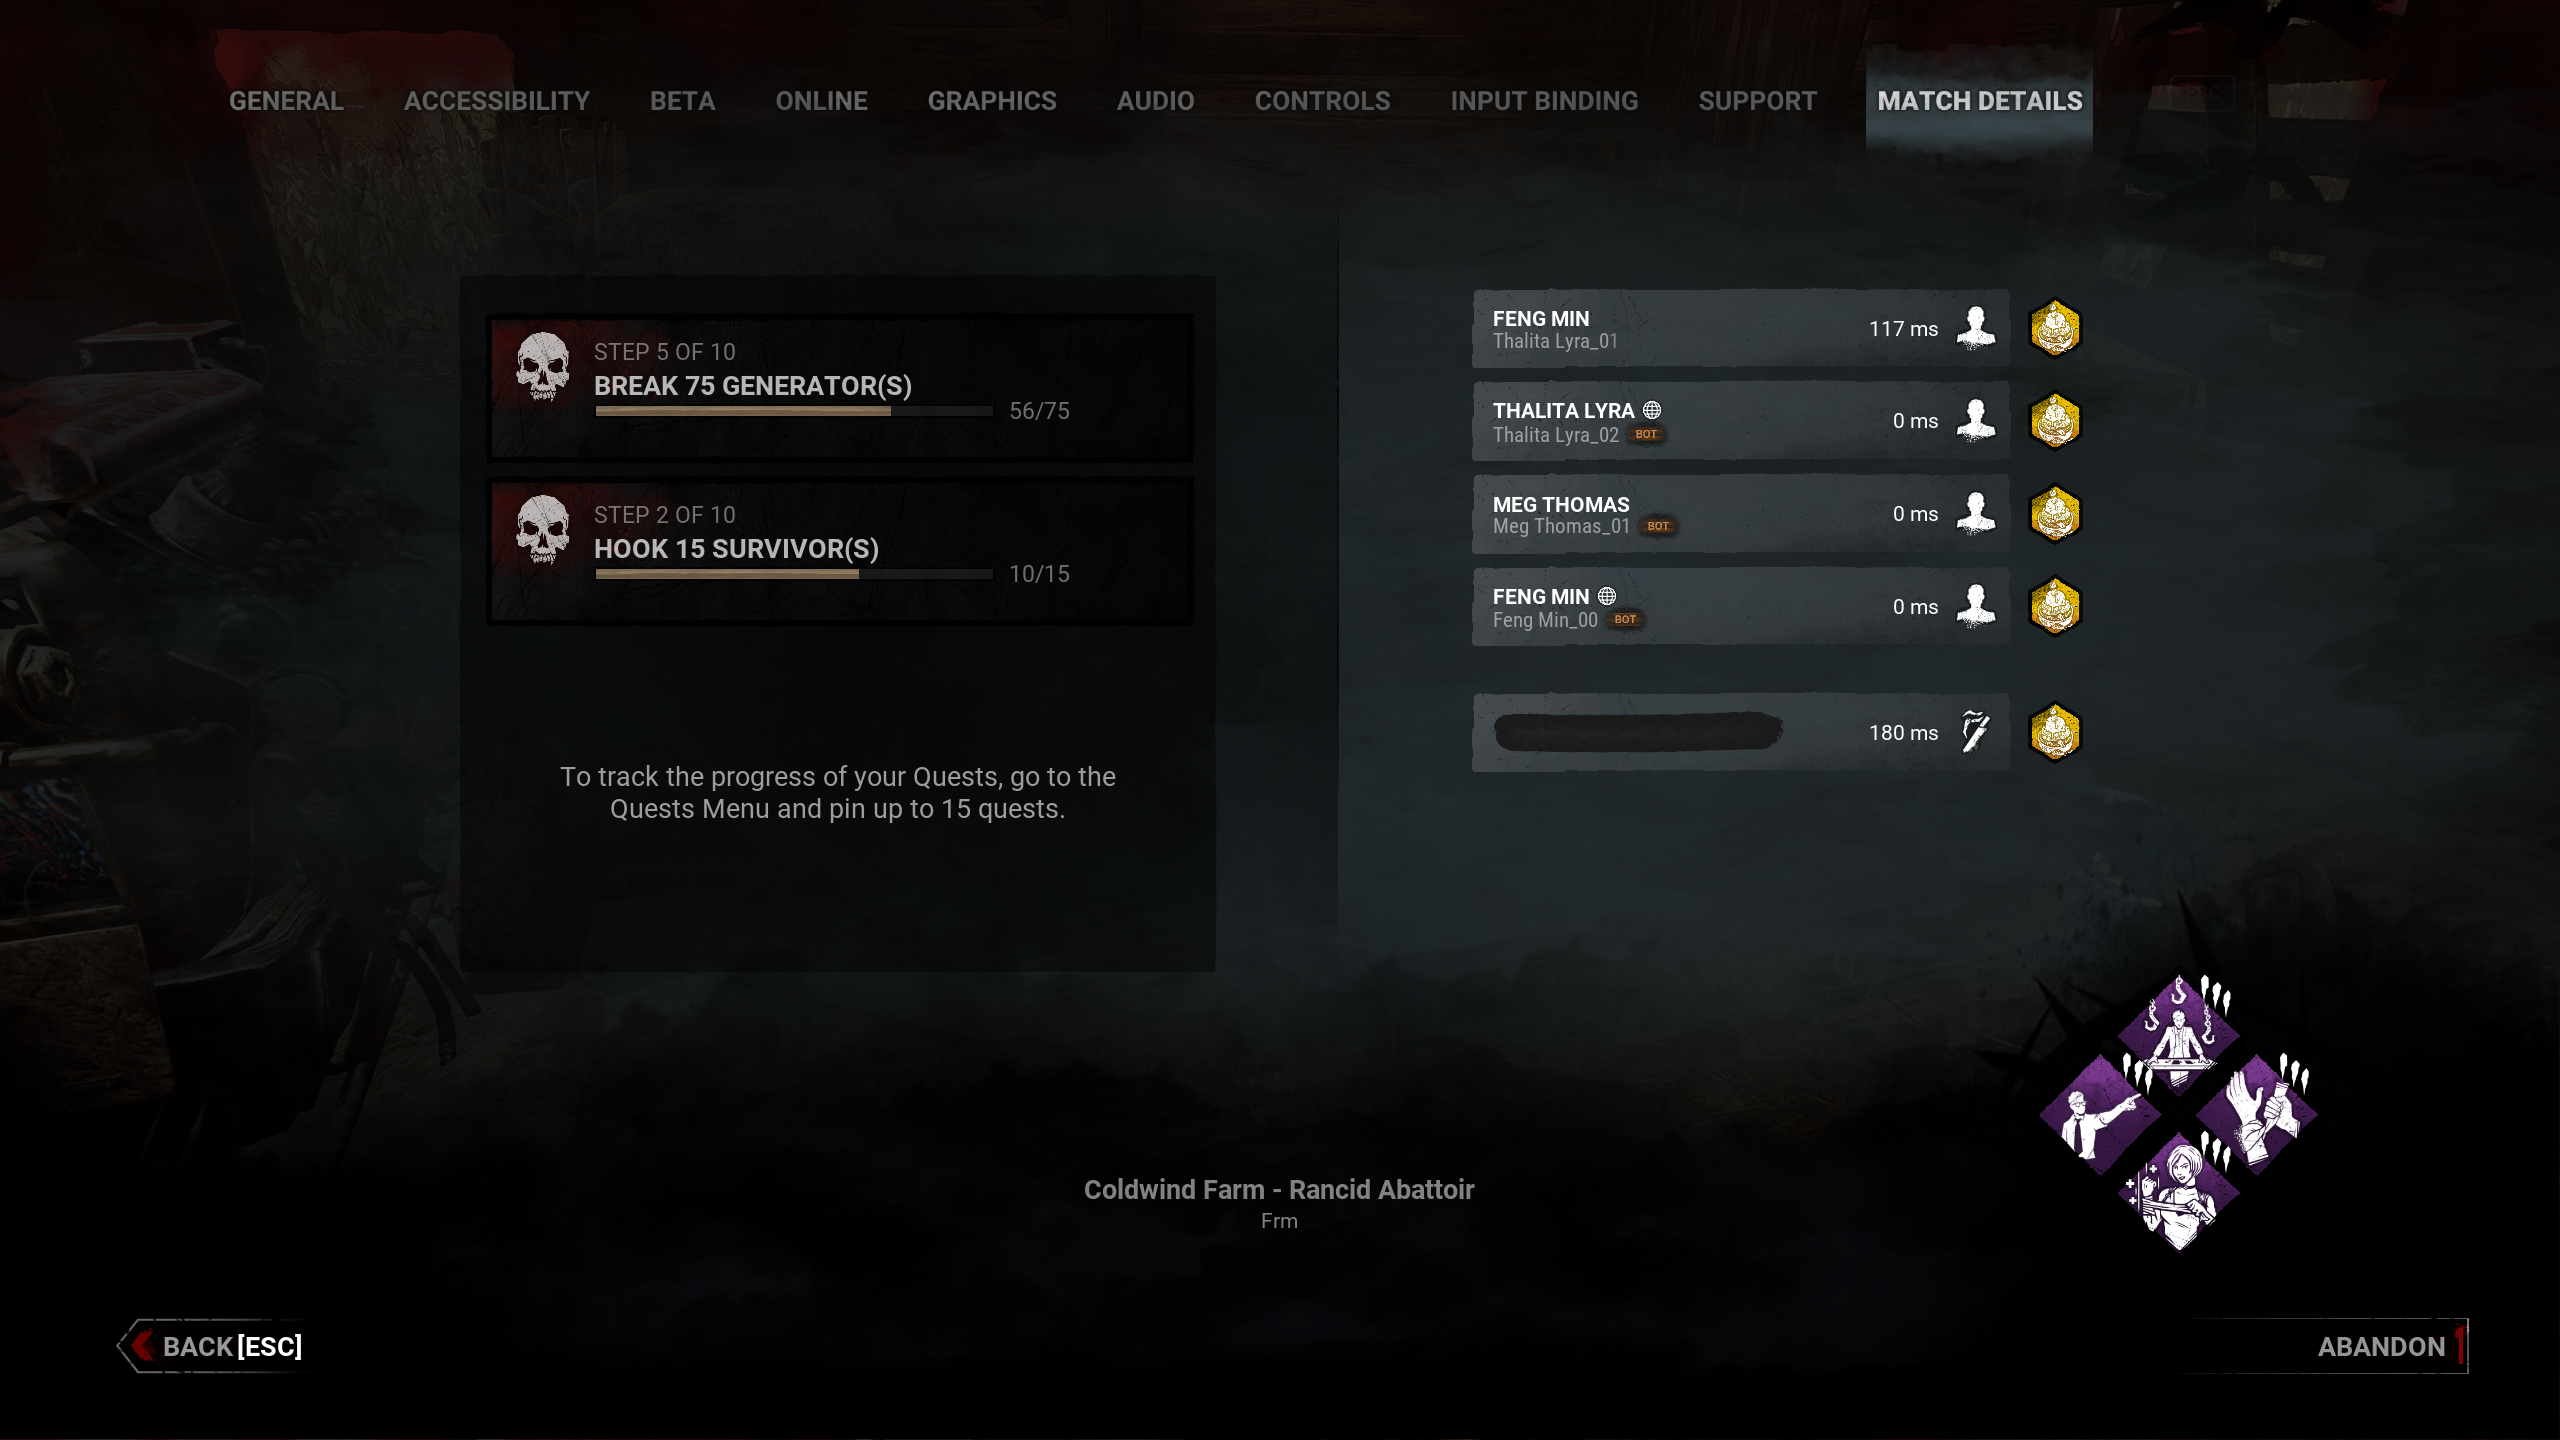 GENERAL ACCESSIBILITY BETA ONLINE GRAPHICS AUDIO CONTROLS INPUT BINDING SUPPORT MATCH DETAILS ESC
STEP 5 OF 10
BREAK 75 GENERATOR(S)
56/75
STEP 2 OF 10
HOOK 15 SURVIVOR(S)
10/15
To track the progress of your Quests, go to the
Quests Menu and pin up to 15 quests.
FENG MIN
Thalita Lyra_01
117 ms
THALITA LYRA
Thalita Lyra_02 BOT
0 ms
MEG THOMAS
Meg Thomas_01 BOT
0 ms
FENG MIN
Feng Min_00 BOT
0 ms
180 ms
Coldwind Farm - Rancid Abattoir
Frm
BACK [ESC]
ABANDON